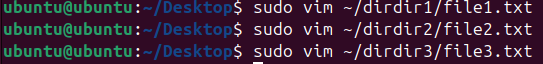 ubuntu@ubuntu:~/Desktop$ sudo vim ~/dirdir1/file1.txt
ubuntu@ubuntu:~/Desktop$ sudo vim ~/dirdir2/file2.txt
ubuntu@ubuntu:~/Desktop$ sudo vim ~/dirdir3/file3.txt